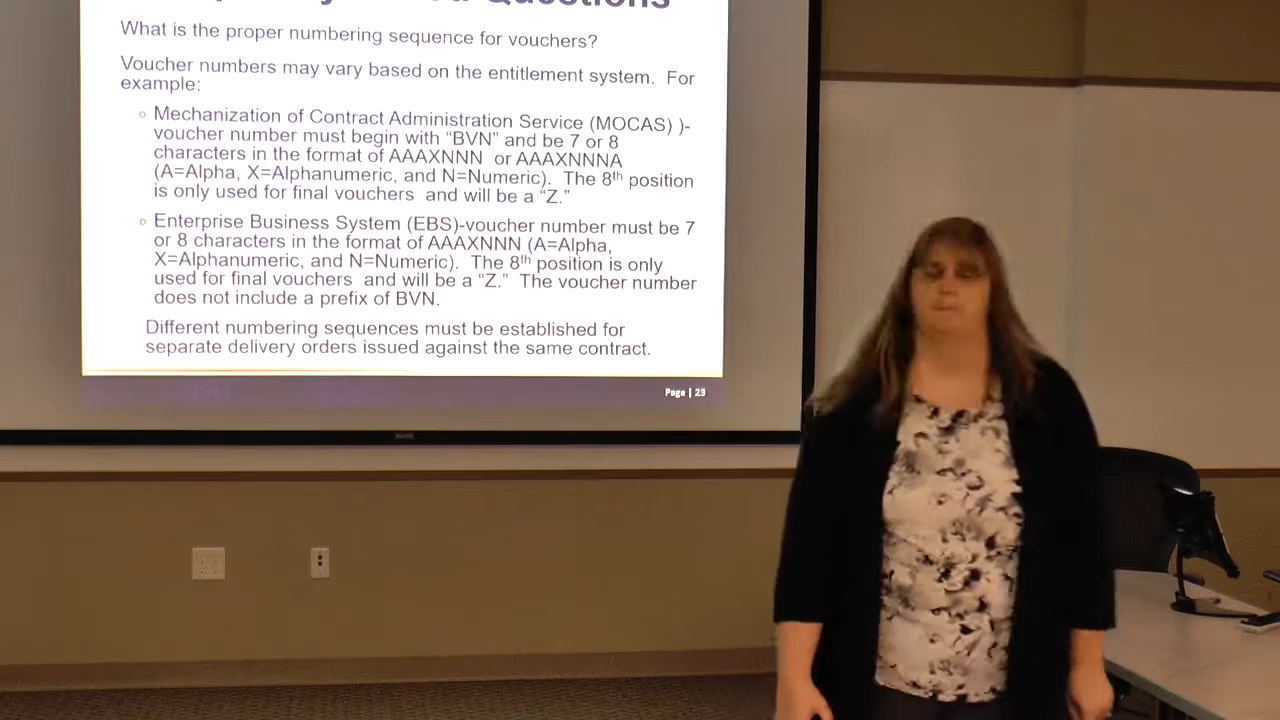 Questions
What is the proper numbering sequence for vouchers?
Voucher numbers may vary based on the entitlement system. For
example:
Mechanization of Contract Administration Service (MOCAS) )-
voucher number must begin with “BVN” and be 7 or 8
characters in the format of AAAXNNN or AAAXNNNA
(A=Alpha, X=Alphanumeric, and N=Numeric). The 8th position
is only used for final vouchers and will be a “Z.”
Enterprise Business System (EBS)-voucher number must be 7
or 8 characters in the format of AAAXNNN (A=Alpha,
X=Alphanumeric, and N=Numeric). The 8th position is only
used for final vouchers and will be a “Z.” The voucher number
does not include a prefix of BVN.
Different numbering sequences must be established for
separate delivery orders issued against the same contract.
Page | 23